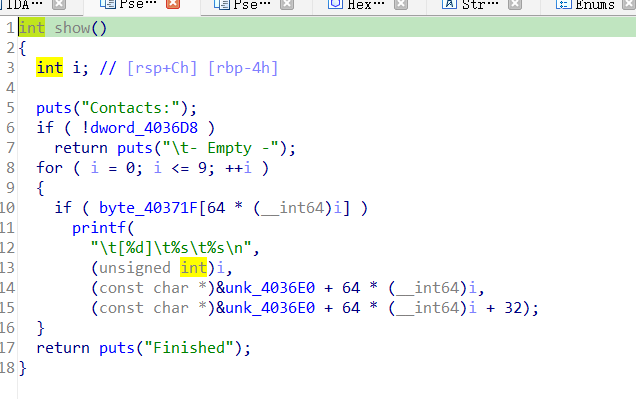 IDA… Pse… Pse… Hex… A Str… Enums
1 int show()
2 {
3 int i; // [rsp+Ch] [rbp-4h]
4
5 puts("Contacts:");
6 if ( !dword_4036D8 )
7 return puts("\t- Empty -");
8 for ( i = 0; i <= 9; ++i )
9 {
10 if ( byte_40371F[64 * (__int64)i] )
11 printf(
12 "\t[%d]\t%s\t%s\n",
13 (unsigned int)i,
14 (const char *)&unk_4036E0 + 64 * (__int64)i,
15 (const char *)&unk_4036E0 + 64 * (__int64)i + 32);
16 }
17 return puts("Finished");
18 }